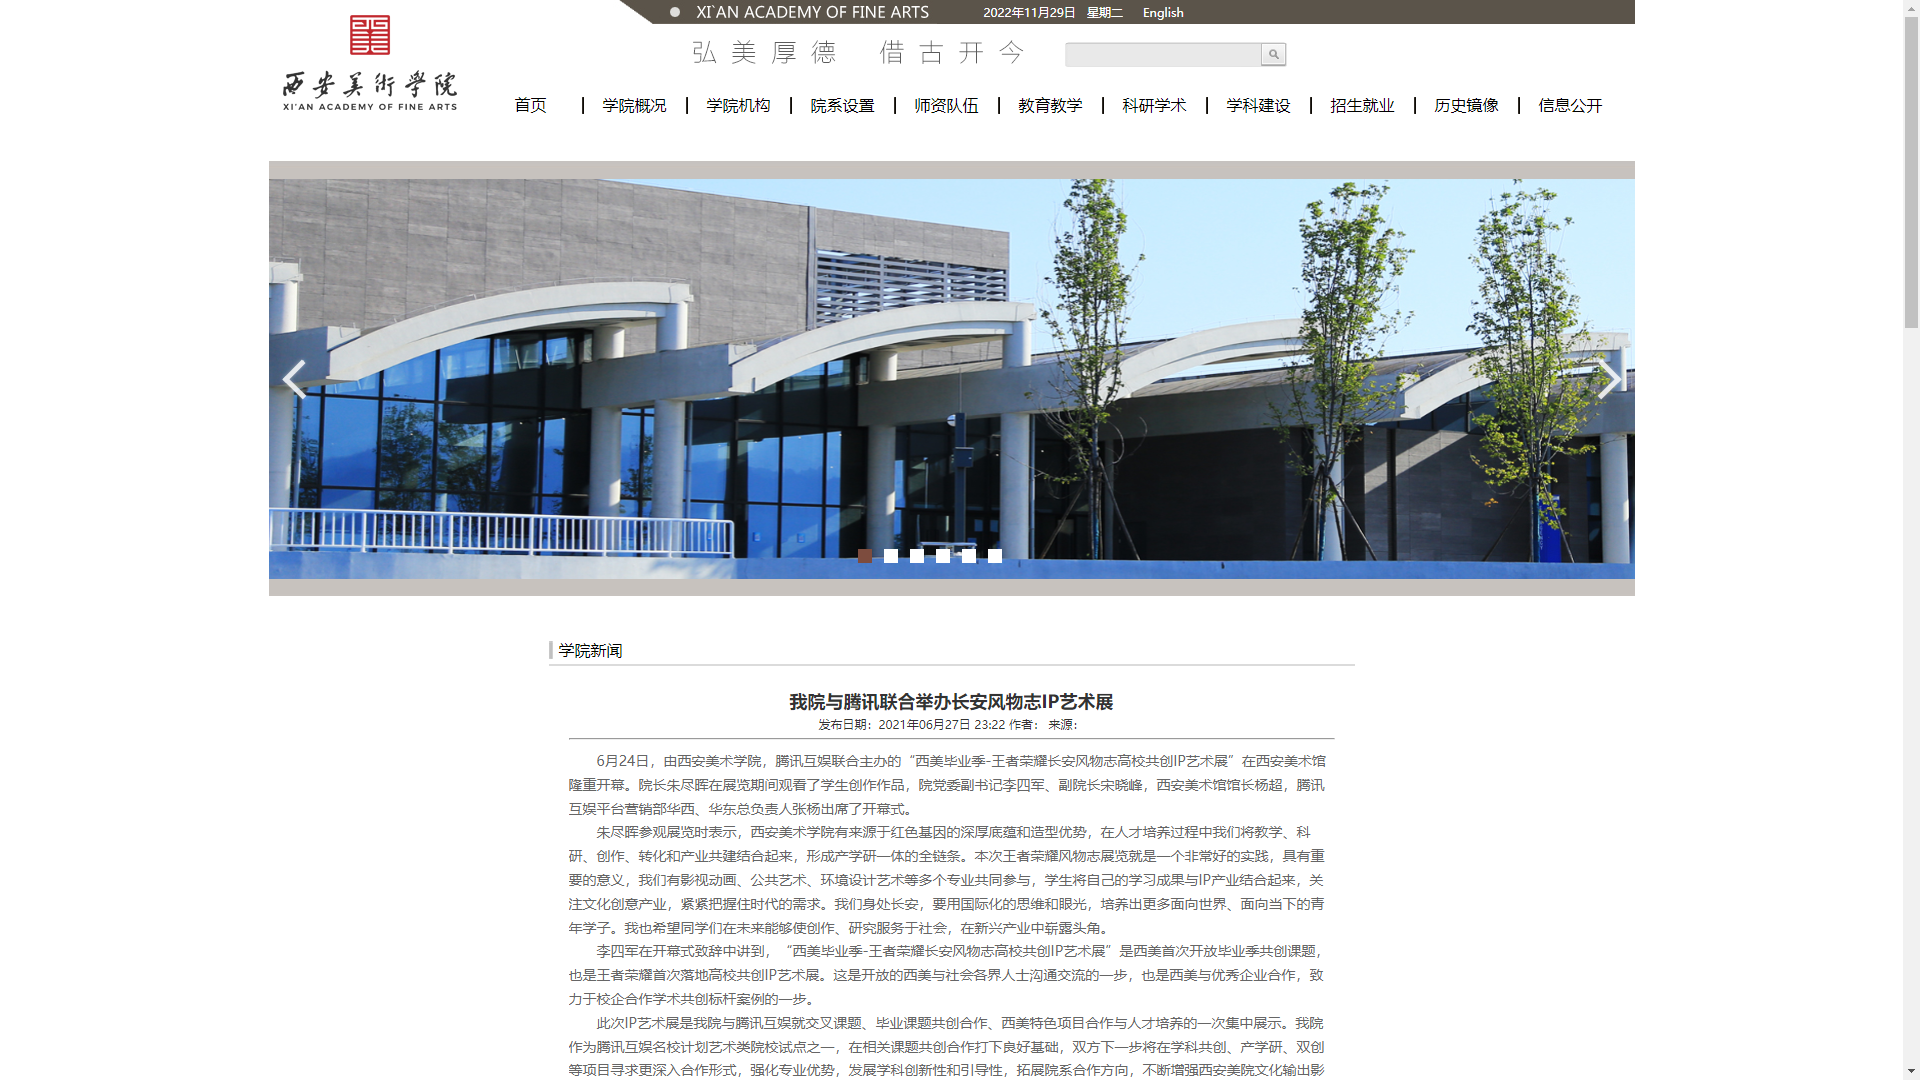 XI`AN ACADEMY OF FINE ARTS 2022年11月29日 星期二 English
西安美術学院
XI'AN ACADEMY OF FINE ARTS
弘美厚德 借古开今
首页 学院概况 学院机构 院系设置 师资队伍 教育教学 科研学术 学科建设 招生就业 历史镜像 信息公开
学院新闻
我院与腾讯联合举办长安风物志IP艺术展
发布日期：2021年06月27日 23:22 作者： 来源：
6月24日，由西安美术学院，腾讯互娱联合主办的“西美毕业季-王者荣耀长安风物志高校共创IP艺术展”在西安美术馆
隆重开幕。院长朱尽晖在展览期间观看了学生创作作品，院党委副书记李四军、副院长宋晓峰，西安美术馆馆长杨超，腾讯
互娱平台营销部华西、华东总负责人张杨出席了开幕式。
朱尽晖参观展览时表示，西安美术学院有来源于红色基因的深厚底蕴和造型优势，在人才培养过程中我们将教学、科
研、创作、转化和产业共建结合起来，形成产学研一体的全链条。本次王者荣耀风物志展览就是一个非常好的实践，具有重
要的意义，我们有影视动画、公共艺术、环境设计艺术等多个专业共同参与，学生将自己的学习成果与IP产业结合起来，关
注文化创意产业，紧紧把握住时代的需求。我们身处长安，要用国际化的思维和眼光，培养出更多面向世界、面向当下的青
年学子。我也希望同学们在未来能够使创作、研究服务于社会，在新兴产业中崭露头角。
李四军在开幕式致辞中讲到，“西美毕业季-王者荣耀长安风物志高校共创IP艺术展”是西美首次开放毕业季共创课题，
也是王者荣耀首次落地高校共创IP艺术展。这是开放的西美与社会各界人士沟通交流的一步，也是西美与优秀企业合作，致
力于校企合作学术共创标杆案例的一步。
此次IP艺术展是我院与腾讯互娱就交叉课题、毕业课题共创合作、西美特色项目合作与人才培养的一次集中展示。我院
作为腾讯互娱名校计划艺术类院校试点之一，在相关课题共创合作打下良好基础，双方下一步将在学科共创、产学研、双创
等项目寻求更深入合作形式，强化专业优势，发展学科创新性和引导性，拓展院系合作方向，不断增强西安美院文化输出影